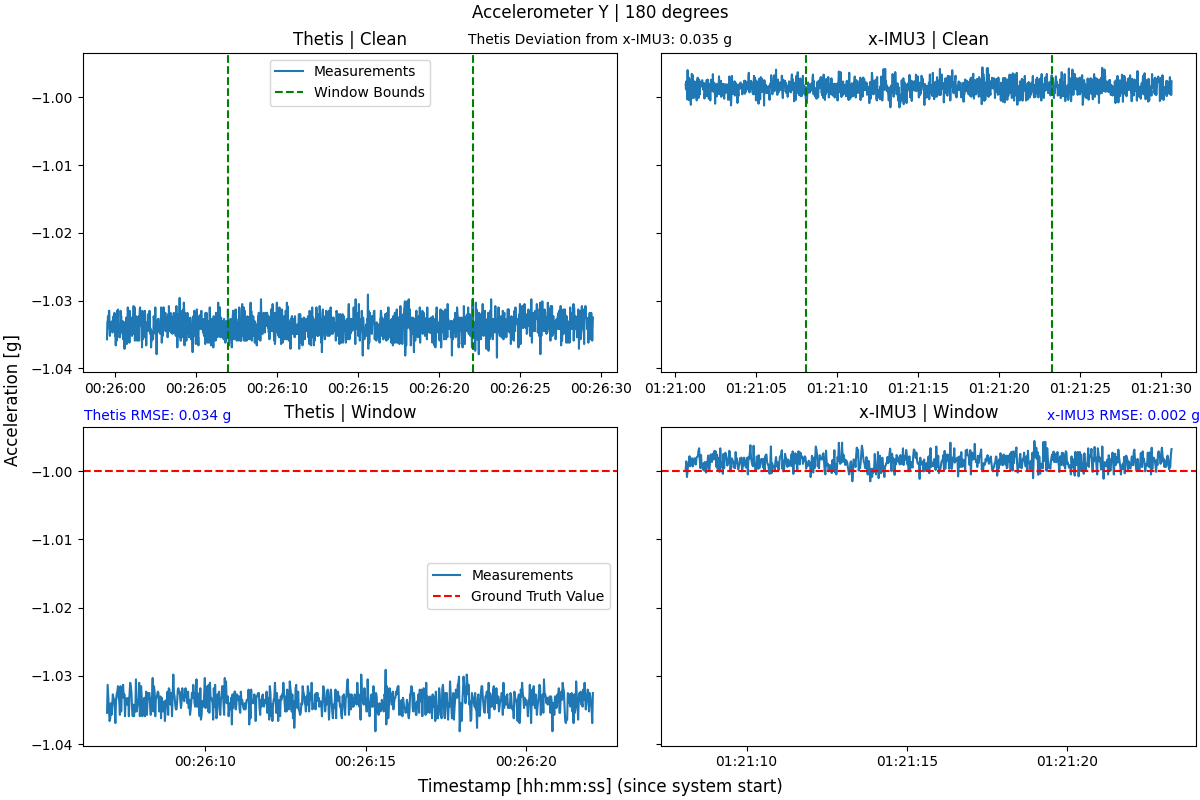 Accelerometer Y | 180 degrees
Thetis | Clean
Thetis Deviation from x-IMU3: 0.035 g
x-IMU3 | Clean
Measurements
Window Bounds
−1.00
−1.01
−1.02
−1.03
−1.04
00:26:00 00:26:05 00:26:10 00:26:15 00:26:20 00:26:25 00:26:30
01:21:00 01:21:05 01:21:10 01:21:15 01:21:20 01:21:25 01:21:30
Acceleration [g]
Thetis RMSE: 0.034 g
Thetis | Window
x-IMU3 | Window
x-IMU3 RMSE: 0.002 g
−1.00
−1.01
−1.02
−1.03
−1.04
Measurements
Ground Truth Value
00:26:10 00:26:15 00:26:20
01:21:10 01:21:15 01:21:20
Timestamp [hh:mm:ss] (since system start)